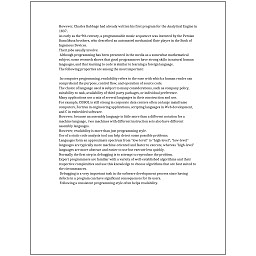 However, Charles Babbage had already written his first program for the Analytical Engine in
1837.
as early as the 9th century, a programmable music sequencer was invented by the Persian
Banu Musa brothers, who described an automated mechanical flute player in the Book of
Ingenious Devices.
Their jobs usually involve:
Although programming has been presented in the media as a somewhat mathematical
subject, some research shows that good programmers have strong skills in natural human
languages, and that learning to code is similar to learning a foreign language.
The following properties are among the most important:

In computer programming, readability refers to the ease with which a human reader can
comprehend the purpose, control flow, and operation of source code.
The choice of language used is subject to many considerations, such as company policy,
suitability to task, availability of third-party packages, or individual preference.
Many applications use a mix of several languages in their construction and use.
For example, COBOL is still strong in corporate data centers often on large mainframe
computers, Fortran in engineering applications, scripting languages in Web development,
and C in embedded software.
However, because an assembly language is little more than a different notation for a
machine language, two machines with different instruction sets also have different
assembly languages.
However, readability is more than just programming style.
Use of a static code analysis tool can help detect some possible problems.
Languages form an approximate spectrum from "low-level" to "high-level"; "low-level"
languages are typically more machine-oriented and faster to execute, whereas "high-level"
languages are more abstract and easier to use but execute less quickly.
Normally the first step in debugging is to attempt to reproduce the problem.
Expert programmers are familiar with a variety of well-established algorithms and their
respective complexities and use this knowledge to choose algorithms that are best suited to
the circumstances.
Debugging is a very important task in the software development process since having
defects in a program can have significant consequences for its users.
Following a consistent programming style often helps readability.